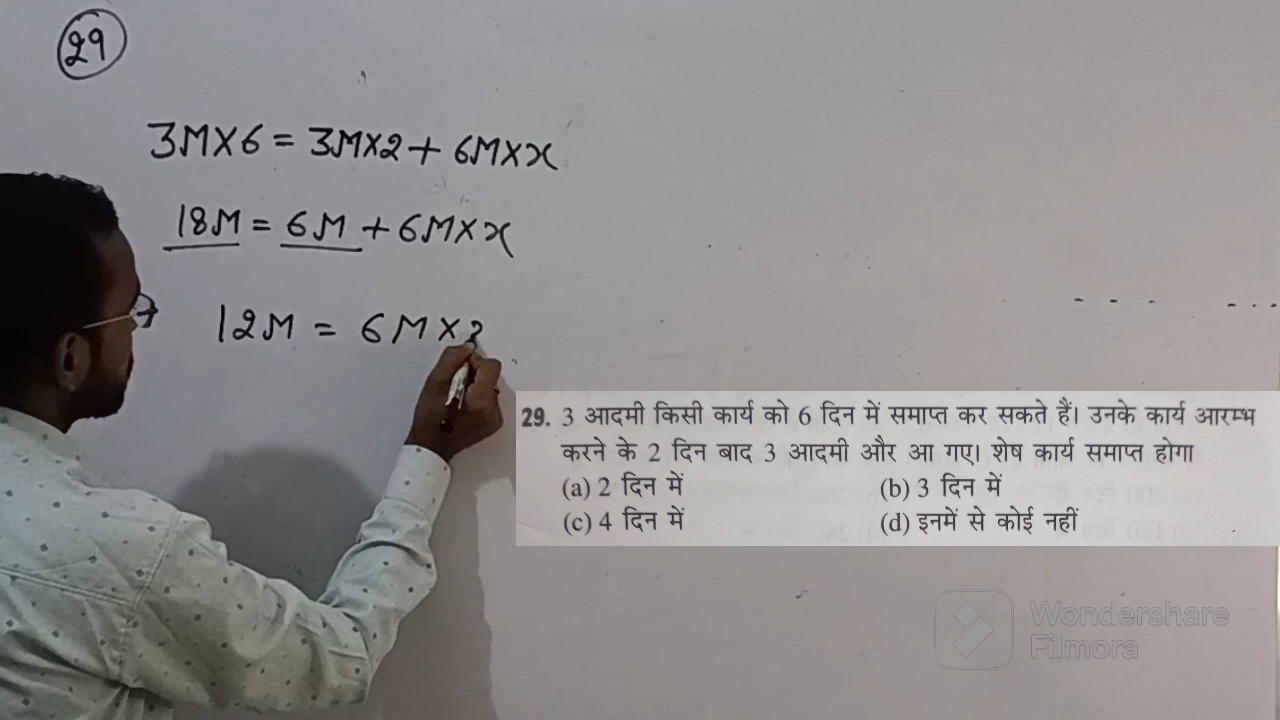 29
3M×6 = 3M×2 + 6M×x
18M = 6M + 6M×x
12M = 6M×
29. 3 आदमी किसी कार्य को 6 दिन में समाप्त कर सकते हैं। उनके कार्य आरम्भ
करने के 2 दिन बाद 3 आदमी और आ गए। शेष कार्य समाप्त होगा
(a) 2 दिन में (b) 3 दिन में
(c) 4 दिन में (d) इनमें से कोई नहीं
Wondershare
Filmora